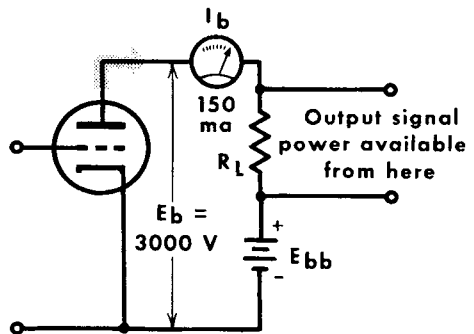 Ib
150
ma
Output signal
power available
from here
RL
Eb =
3000 V
+
Ebb
-